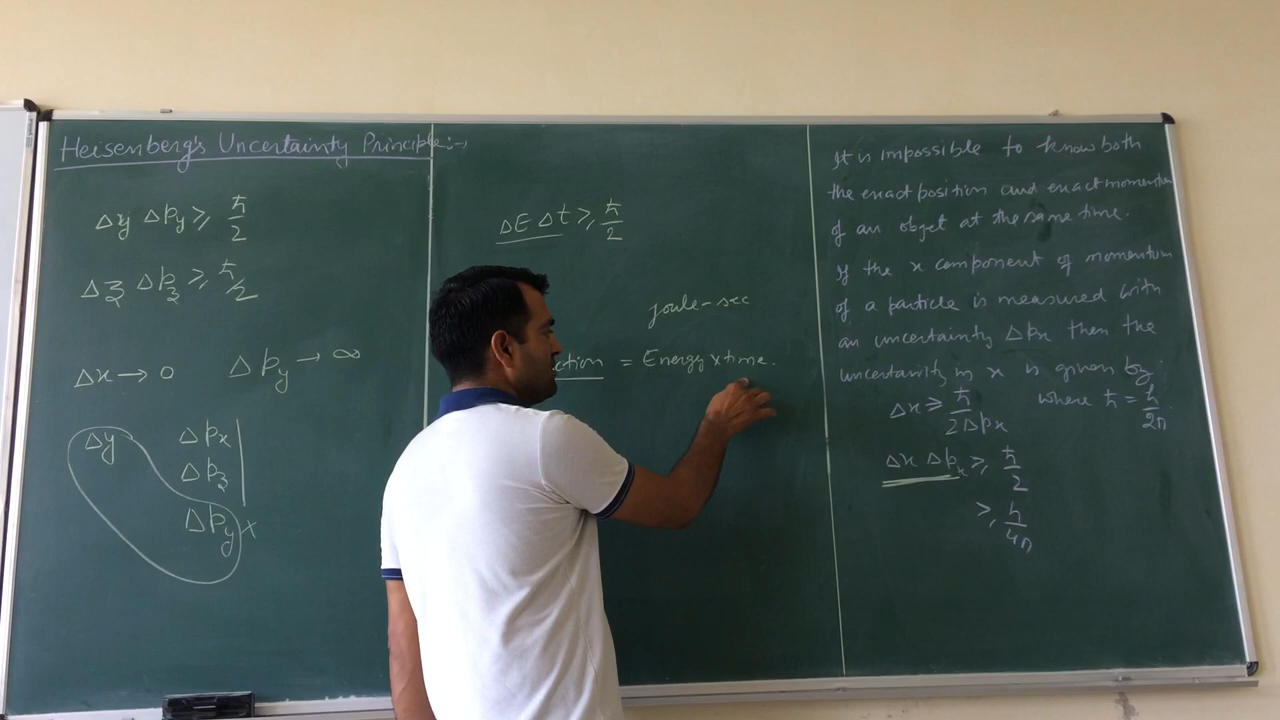 Heisenberg's Uncertainty Principle:→
Δy Δpy ≥ ħ/2
Δz Δpz ≥ ħ/2
Δx → 0 Δpy → ∞
Δy Δpx
Δpz
Δpy x
ΔE Δt ≥ ħ/2
joule-sec
ction = Energy x time.
It is impossible to know both
the exact position and exact momentum
of an objet at the same time.
If the x component of momentum
of a particle is measured with
an uncertainty Δpx then the
uncertainity in x is given by
Δx ≥ ħ/2Δpx where ħ = h/2π
Δx Δpx ≥ ħ/2
≥ h/4π